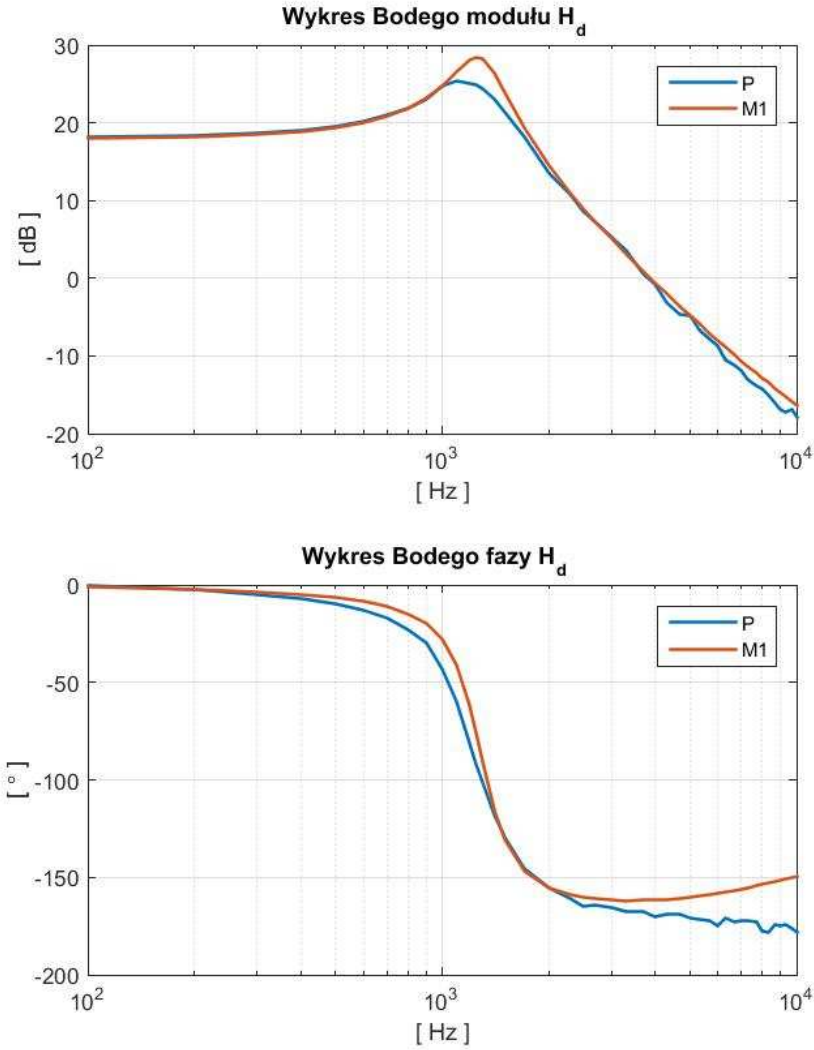 Wykres Bodego modułu H_d
30
20
10
0
-10
-20
[ dB ]
P
M1
10^2
10^3
10^4
[ Hz ]
Wykres Bodego fazy H_d
0
-50
-100
-150
-200
[ ° ]
P
M1
10^2
10^3
10^4
[ Hz ]